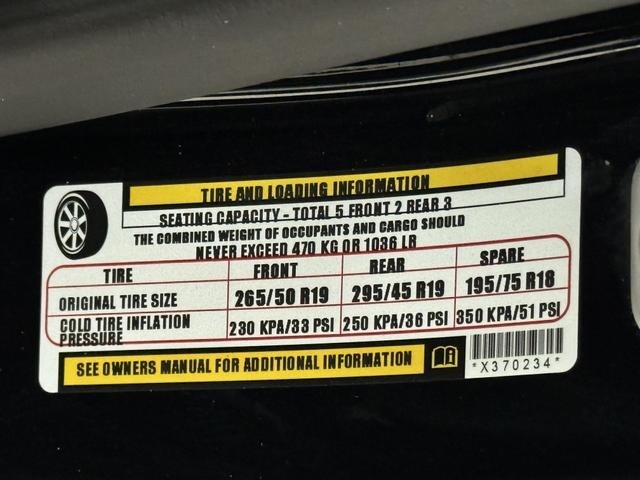 TIRE AND LOADING INFORMATION
SEATING CAPACITY - TOTAL 5 FRONT 2 REAR 3
THE COMBINED WEIGHT OF OCCUPANTS AND CARGO SHOULD
NEVER EXCEED 470 KG OR 1036 LR
TIRE FRONT REAR SPARE
ORIGINAL TIRE SIZE 265/50 R19 295/45 R19 195/75 R18
COLD TIRE INFLATION PRESSURE 230 KPA/33 PSI 250 KPA/36 PSI 350 KPA/51 PSI
SEE OWNERS MANUAL FOR ADDITIONAL INFORMATION
*X370234*